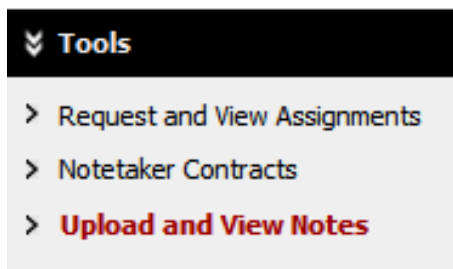 Tools
Request and View Assignments
Notetaker Contracts
Upload and View Notes